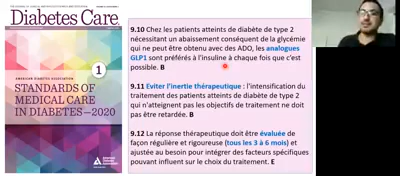 Diabetes Care
AMERICAN DIABETES ASSOCIATION
1
STANDARDS OF
MEDICAL CARE
IN DIABETES—2020
9.10 Chez les patients atteints de diabète de type 2
nécessitant un abaissement conséquent de la glycémie
qui ne peut être obtenu avec des ADO, les analogues
GLP1 sont préférés à l'insuline à chaque fois que c'est
possible. B
9.11 Eviter l'inertie thérapeutique : l'intensification du
traitement des patients atteints de diabète de type 2
qui n'atteignent pas les objectifs de traitement ne doit
pas être retardée. B
9.12 La réponse thérapeutique doit être évaluée de
façon régulière et rigoureuse (tous les 3 à 6 mois) et
ajustée au besoin pour intégrer des facteurs spécifiques
pouvant influer sur le choix du traitement. E